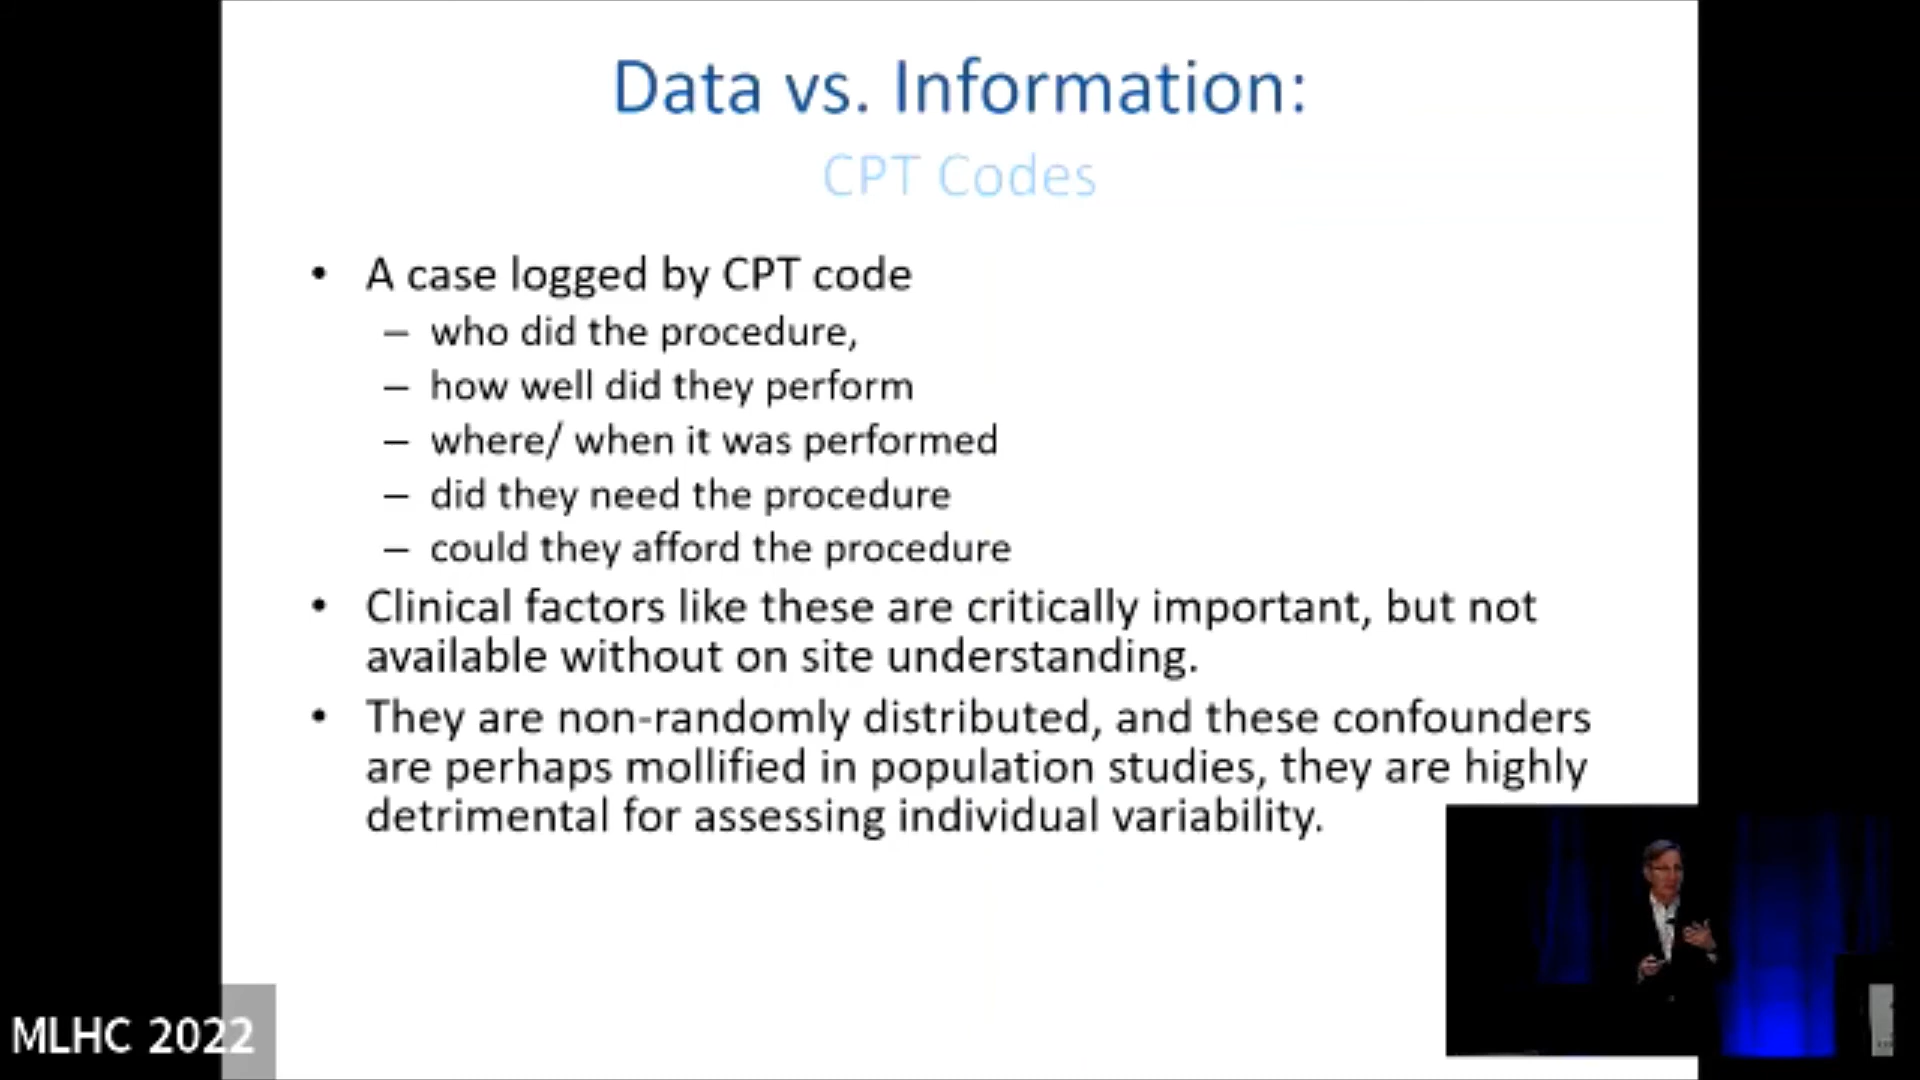 Data vs. Information:
CPT Codes
• A case logged by CPT code
– who did the procedure,
– how well did they perform
– where/ when it was performed
– did they need the procedure
– could they afford the procedure
• Clinical factors like these are critically important, but not
available without on site understanding.
• They are non-randomly distributed, and these confounders
are perhaps mollified in population studies, they are highly
detrimental for assessing individual variability.
MLHC 2022